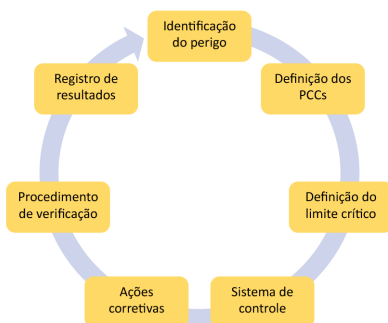 Identificação
do perigo
Definição dos
PCCs
Definição do
limite crítico
Sistema de
controle
Ações
corretivas
Procedimento
de verificação
Registro de
resultados